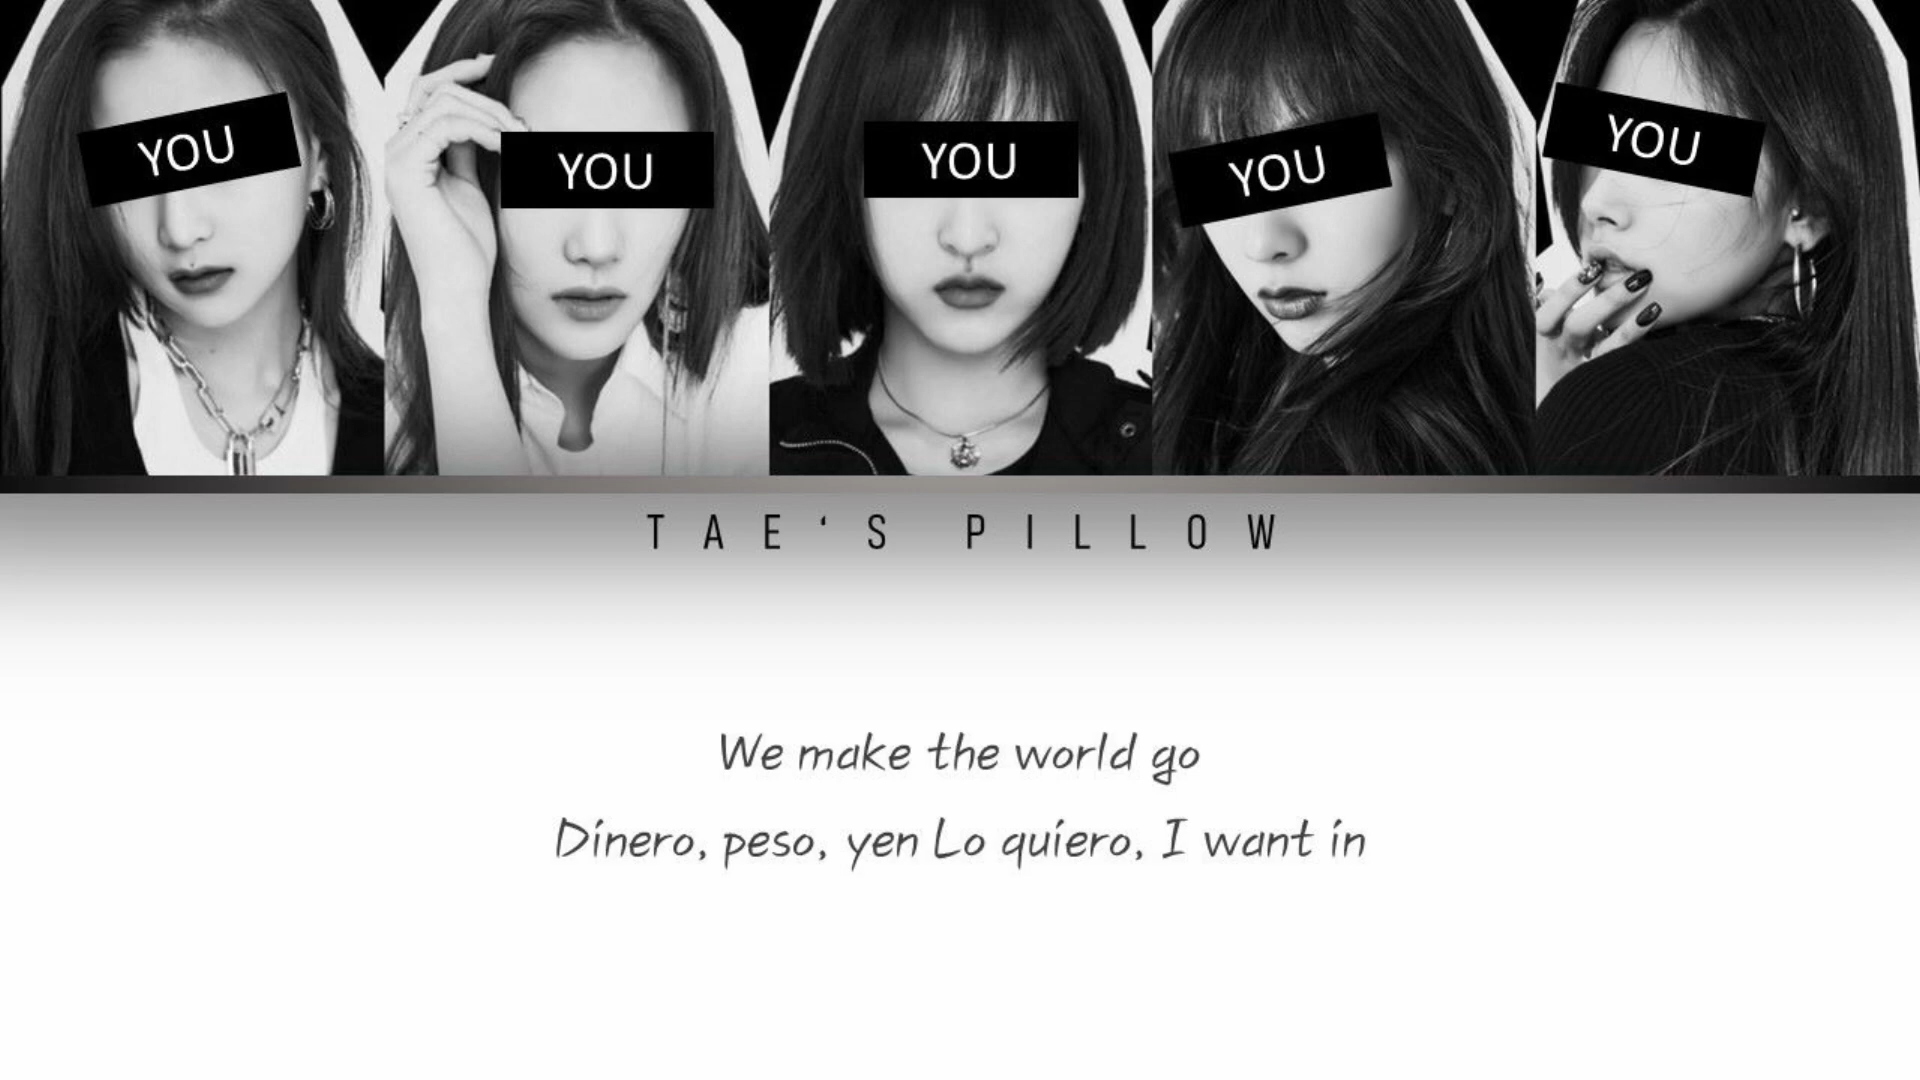 YOU
YOU
YOU
YOU
YOU
TAE'S PILLOW
We make the world go
Dinero, peso, yen Lo quiero, I want in